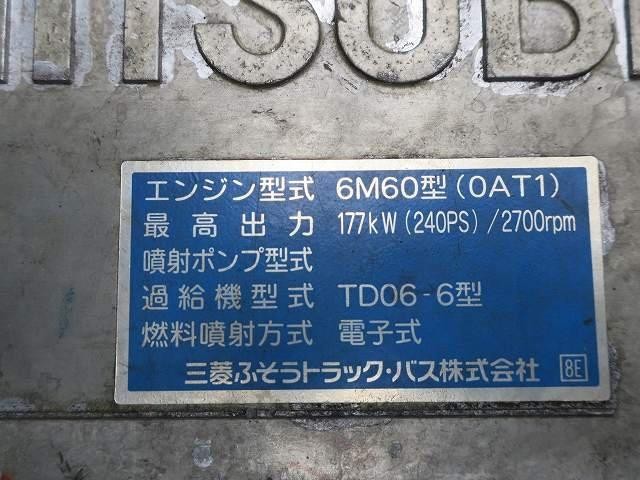 ITSUB
エンジン型式 6M60型(0AT1)
最高出力 177kW(240PS)/2700rpm
噴射ポンプ型式
過給機型式 TD06-6型
燃料噴射方式 電子式
三菱ふそうトラック・バス株式会社 8E